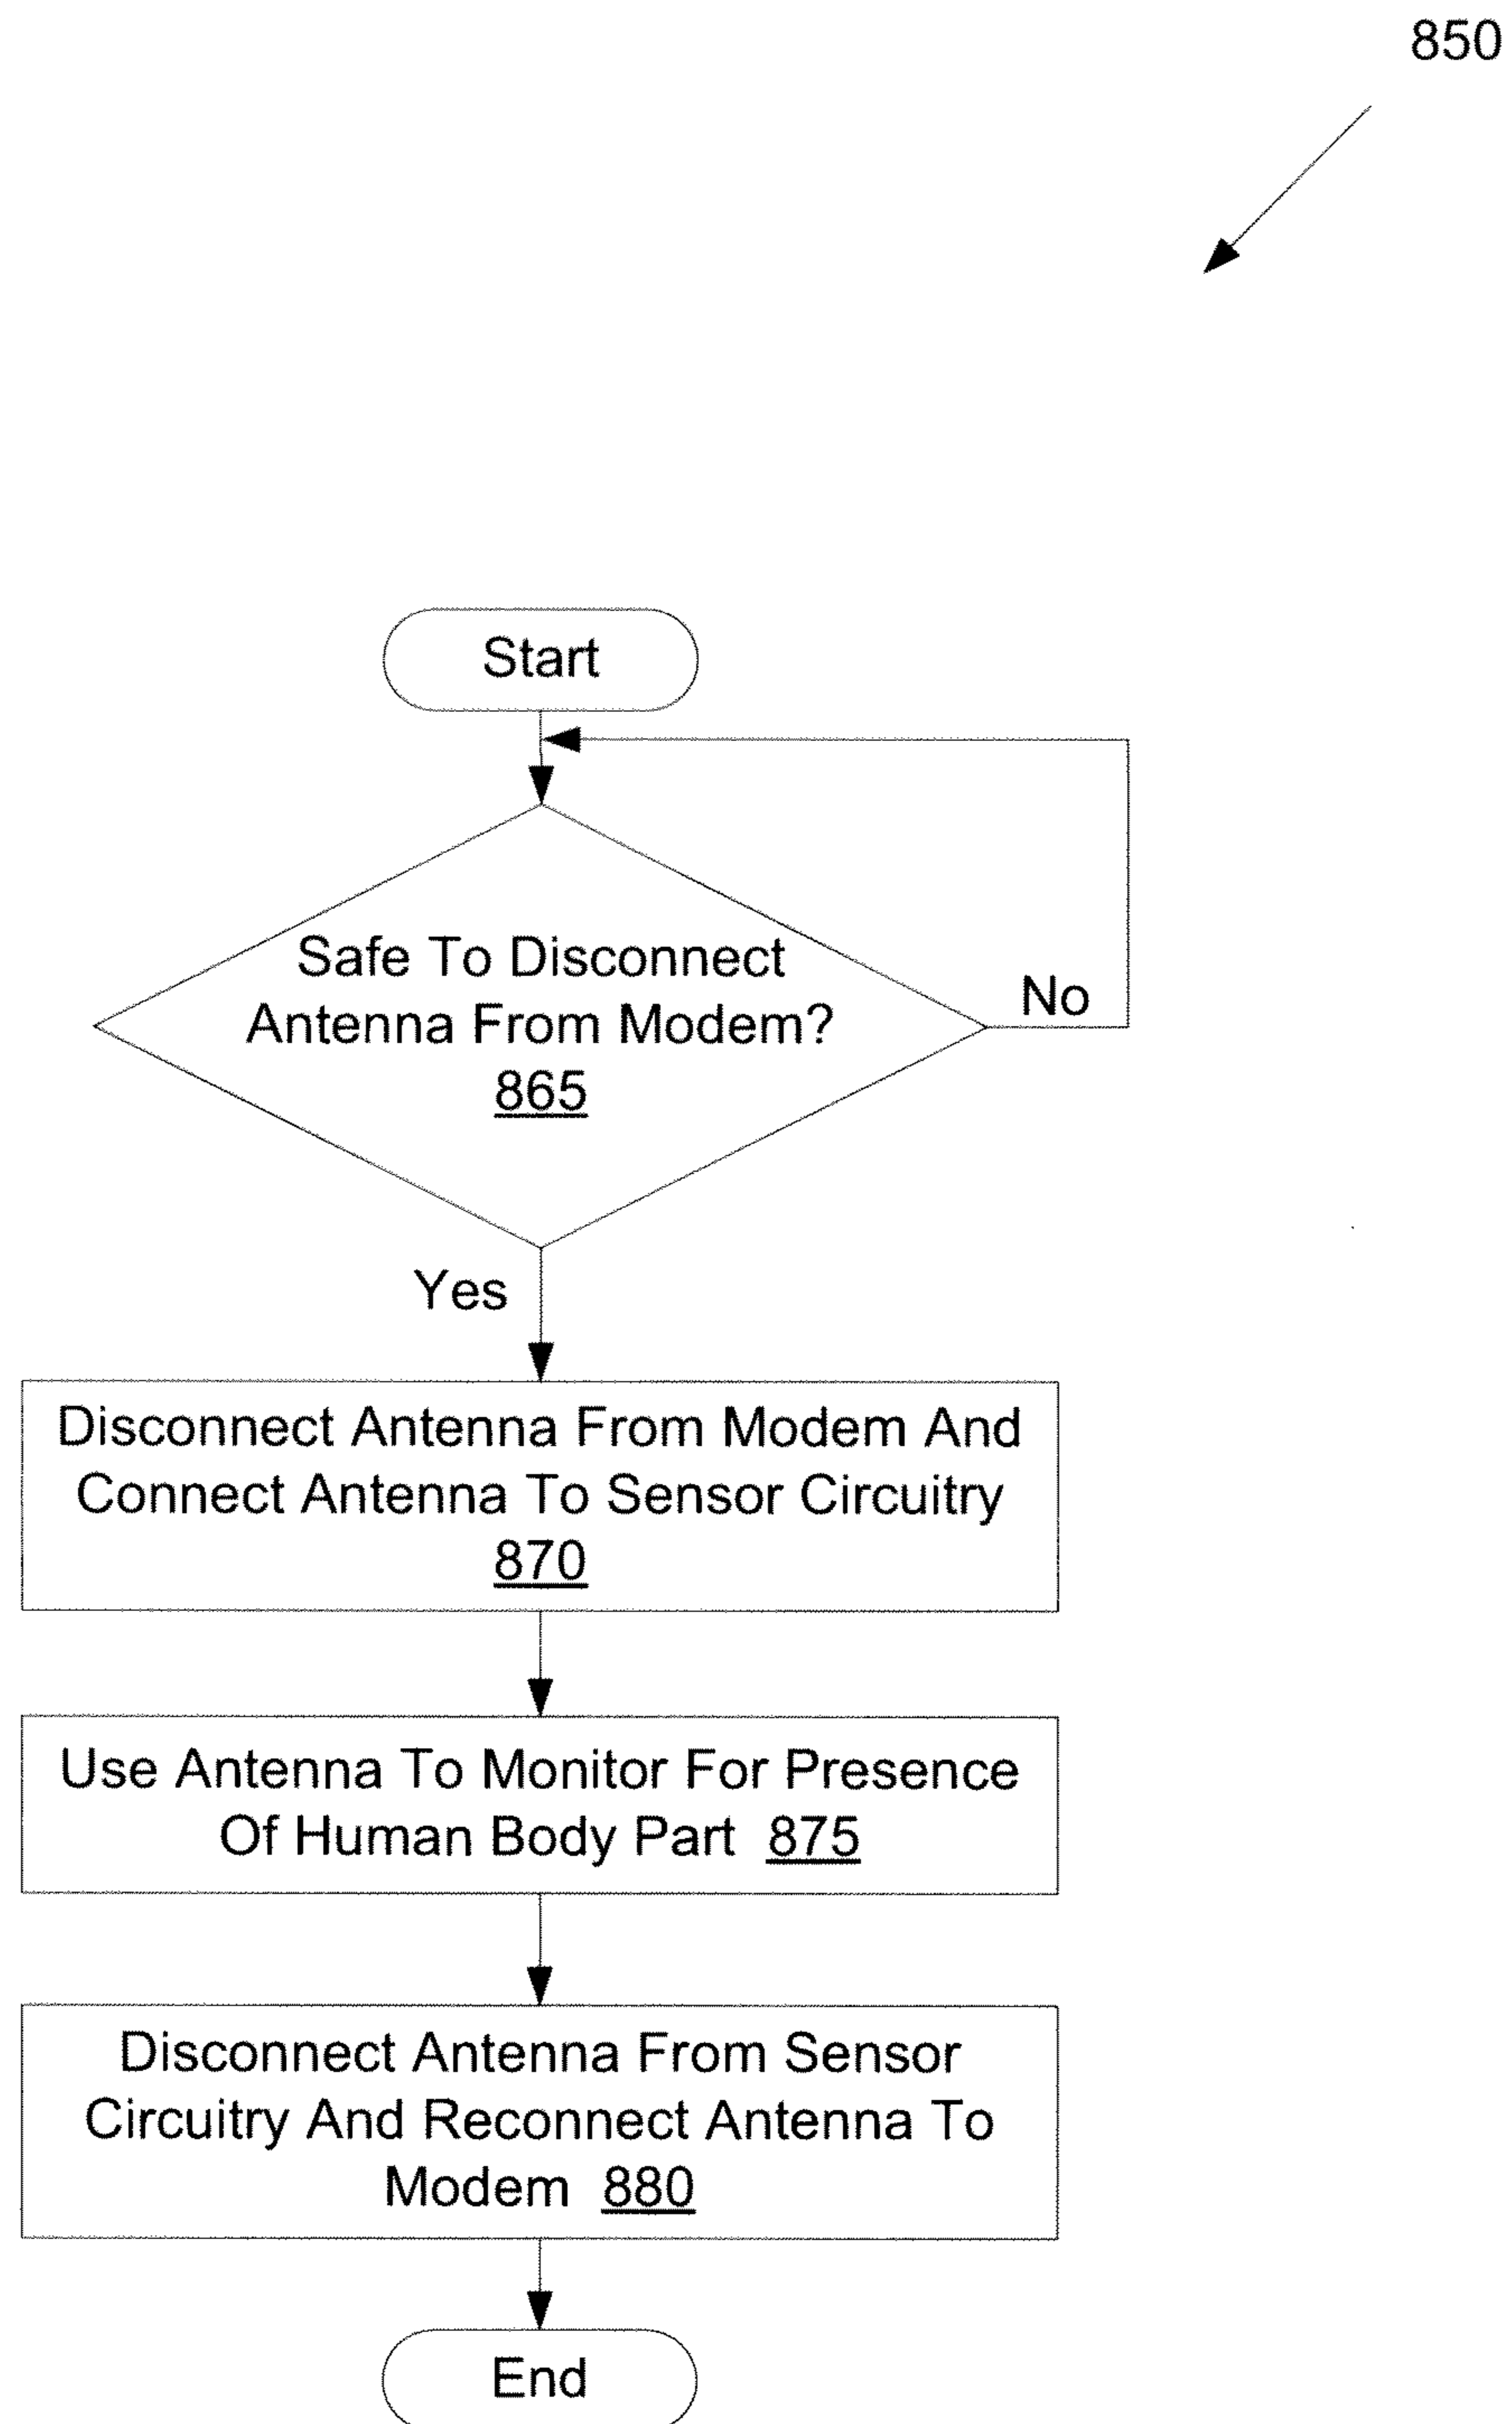 850
Start
Safe To Disconnect
Antenna From Modem?
865
No
Yes
Disconnect Antenna From Modem And
Connect Antenna To Sensor Circuitry
870
Use Antenna To Monitor For Presence
Of Human Body Part 875
Disconnect Antenna From Sensor
Circuitry And Reconnect Antenna To
Modem 880
End